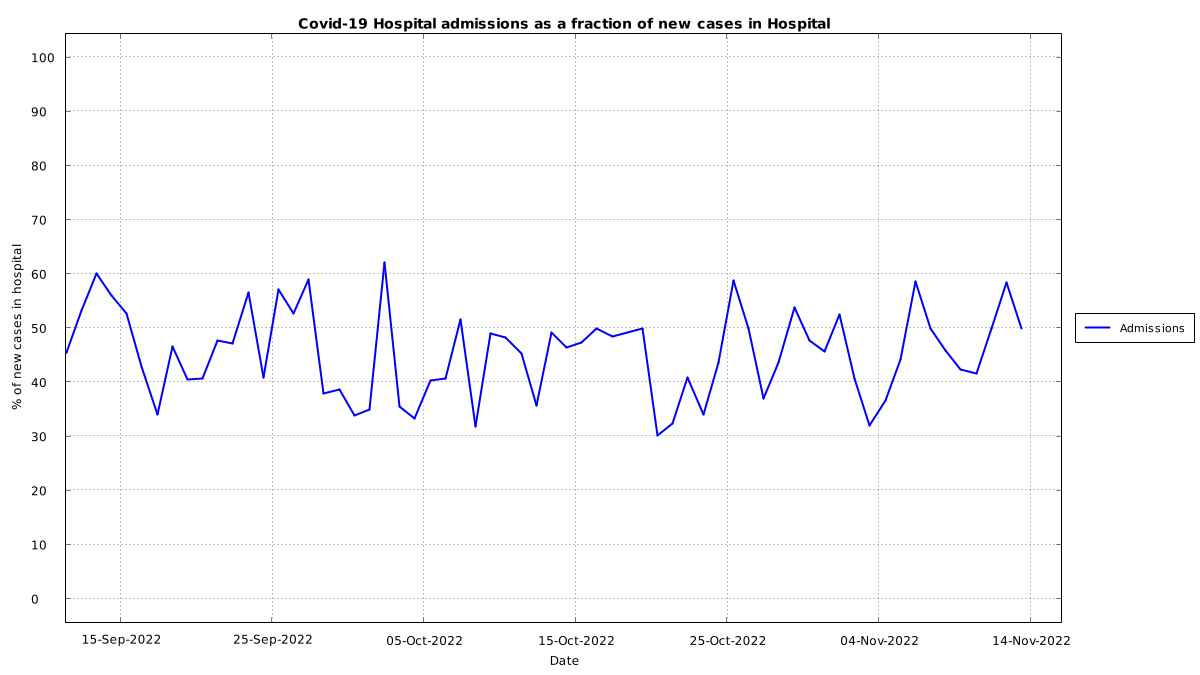 Covid-19 Hospital admissions as a fraction of new cases in Hospital
100
90
80
70
60
50
40
30
20
10
0
% of new cases in hospital
15-Sep-2022
25-Sep-2022
05-Oct-2022
15-Oct-2022
25-Oct-2022
04-Nov-2022
14-Nov-2022
Date
Admissions